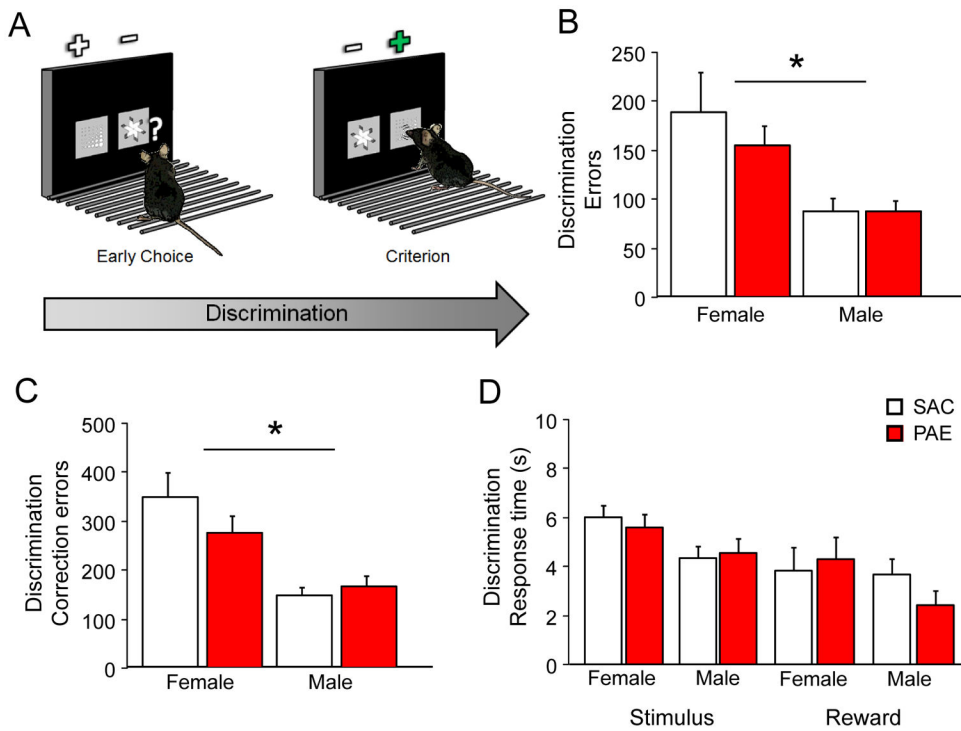 A
+ -
- +
?
Early Choice
Criterion
Discrimination
B
*
Discrimination
Errors
250
200
150
100
50
0
Female
Male
C
*
Discrimination
Correction errors
500
400
300
200
100
0
Female
Male
D
SAC
PAE
Discrimination
Response time (s)
10
8
6
4
2
0
Female
Male
Female
Male
Stimulus
Reward